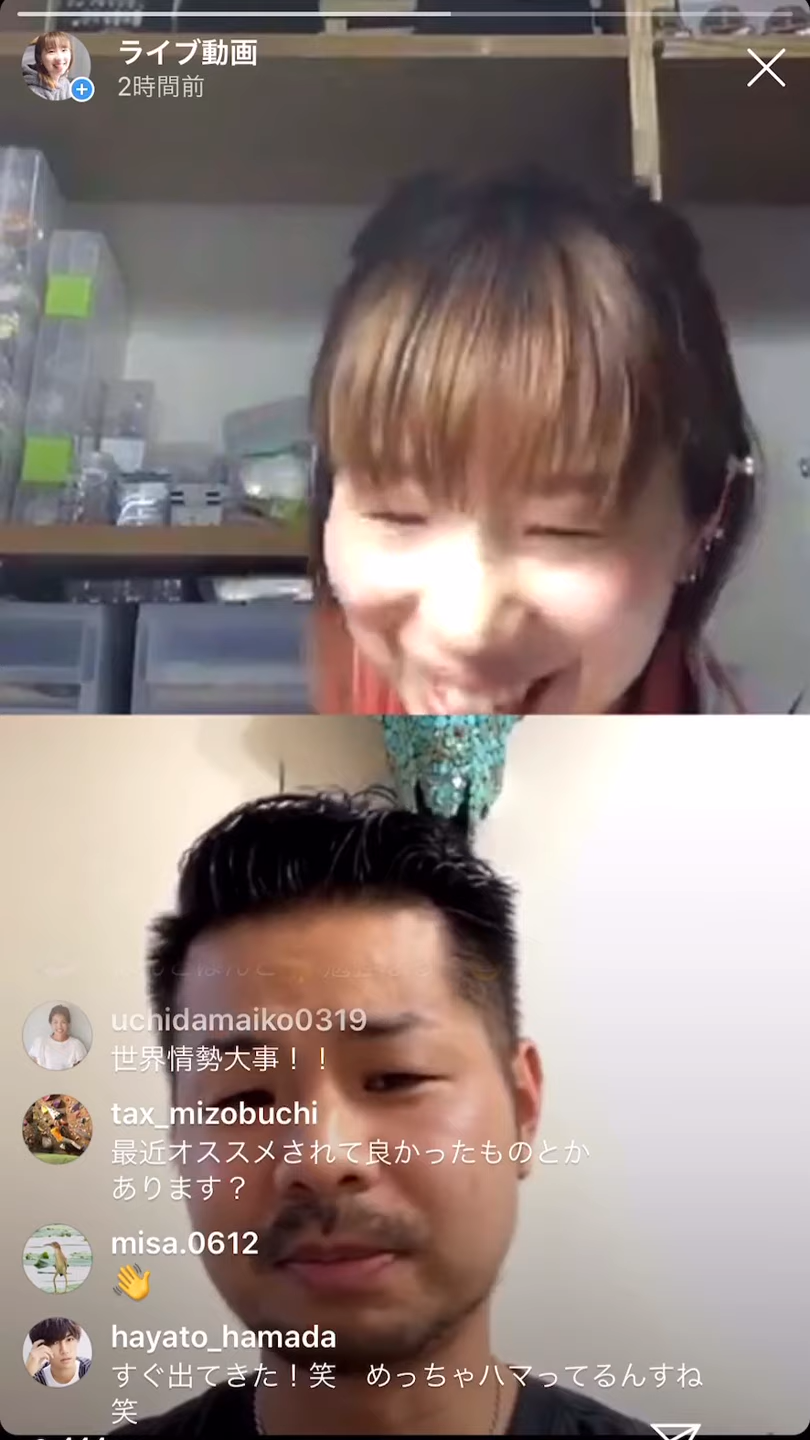 ライブ動画
2時間前
uchidamaiko0319
世界情勢大事！！
tax_mizobuchi
最近オススメされて良かったものとか
あります？
misa.0612
👋
hayato_hamada
すぐ出てきた！笑　めっちゃハマってるんすね
笑